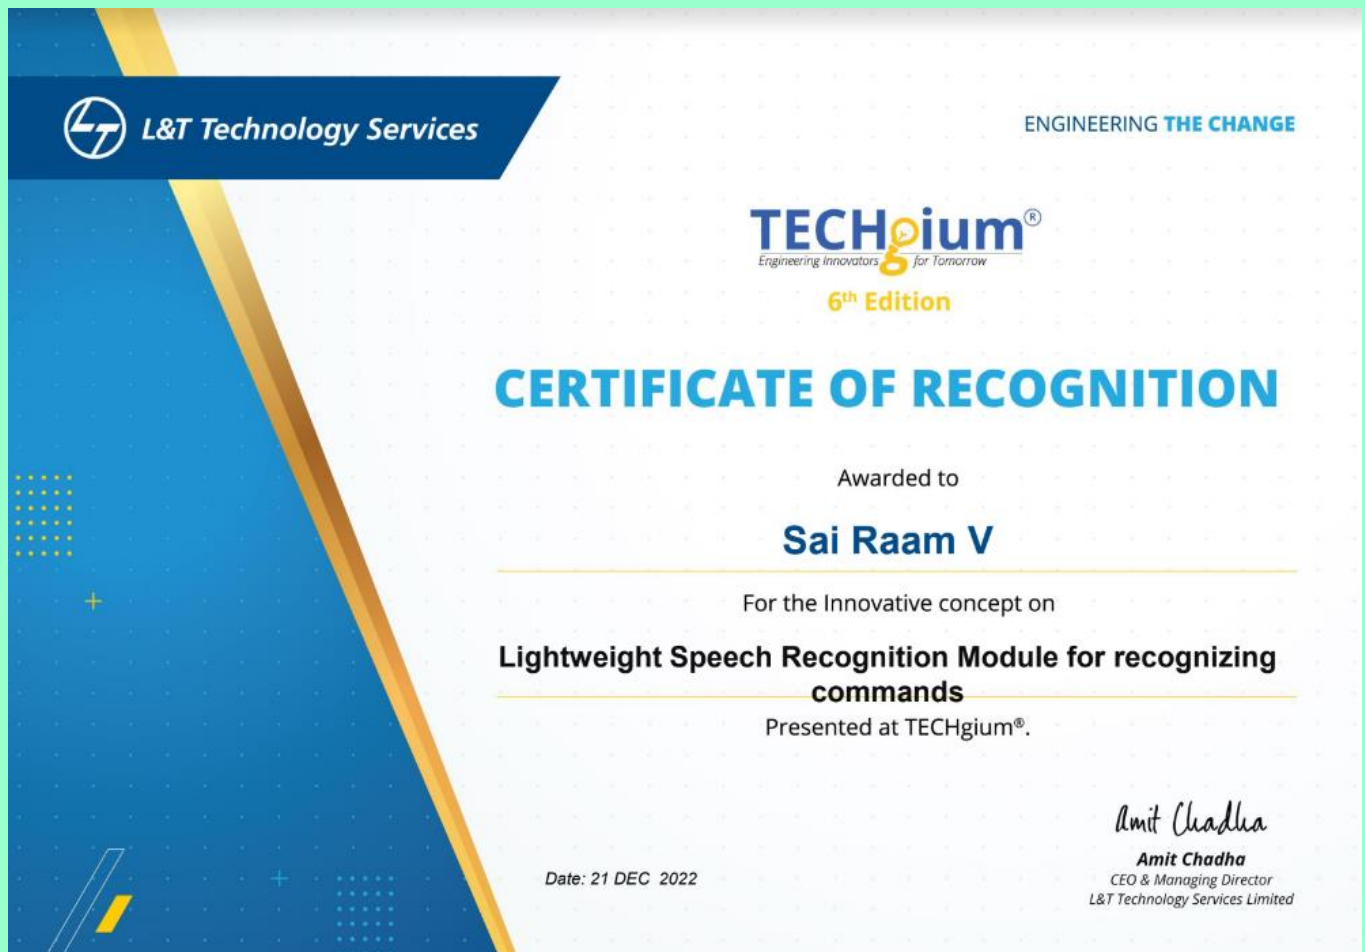 L&T Technology Services
ENGINEERING THE CHANGE
TECHgium®
Engineering Innovators for Tomorrow
6th Edition
CERTIFICATE OF RECOGNITION
Awarded to
Sai Raam V
For the Innovative concept on
Lightweight Speech Recognition Module for recognizing
commands
Presented at TECHgium®.
Amit Chadha
Amit Chadha
CEO & Managing Director
L&T Technology Services Limited
Date: 21 DEC 2022